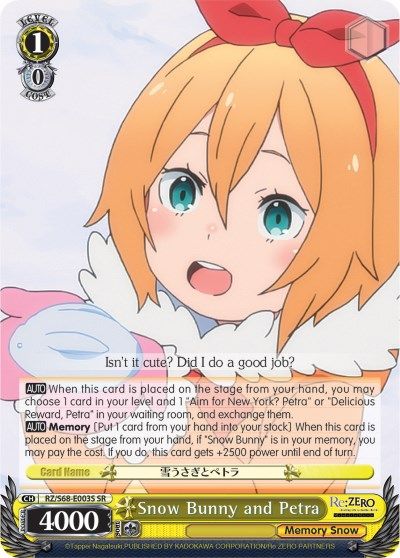 LEVEL
1
0
COST
Isn't it cute? Did I do a good job?
AUTO When this card is placed on the stage from your hand, you may
choose 1 card in your level and 1 "Aim for New York? Petra" or "Delicious
Reward, Petra" in your waiting room, and exchange them.
AUTO Memory [Put 1 card from your hand into your stock] When this card is
placed on the stage from your hand, if "Snow Bunny" is in your memory, you
may pay the cost. If you do, this card gets +2500 power until end of turn.
Card Name 雪うさぎとペトラ
CH RZ/S68-E003S SR
POWER 4000 SOUL Snow Bunny and Petra Re:ZERO
Memory Snow
©Tappei Nagatsuki,PUBLISHED BY KADOKAWA CORPORATION/Re:ZERO PARTNERS